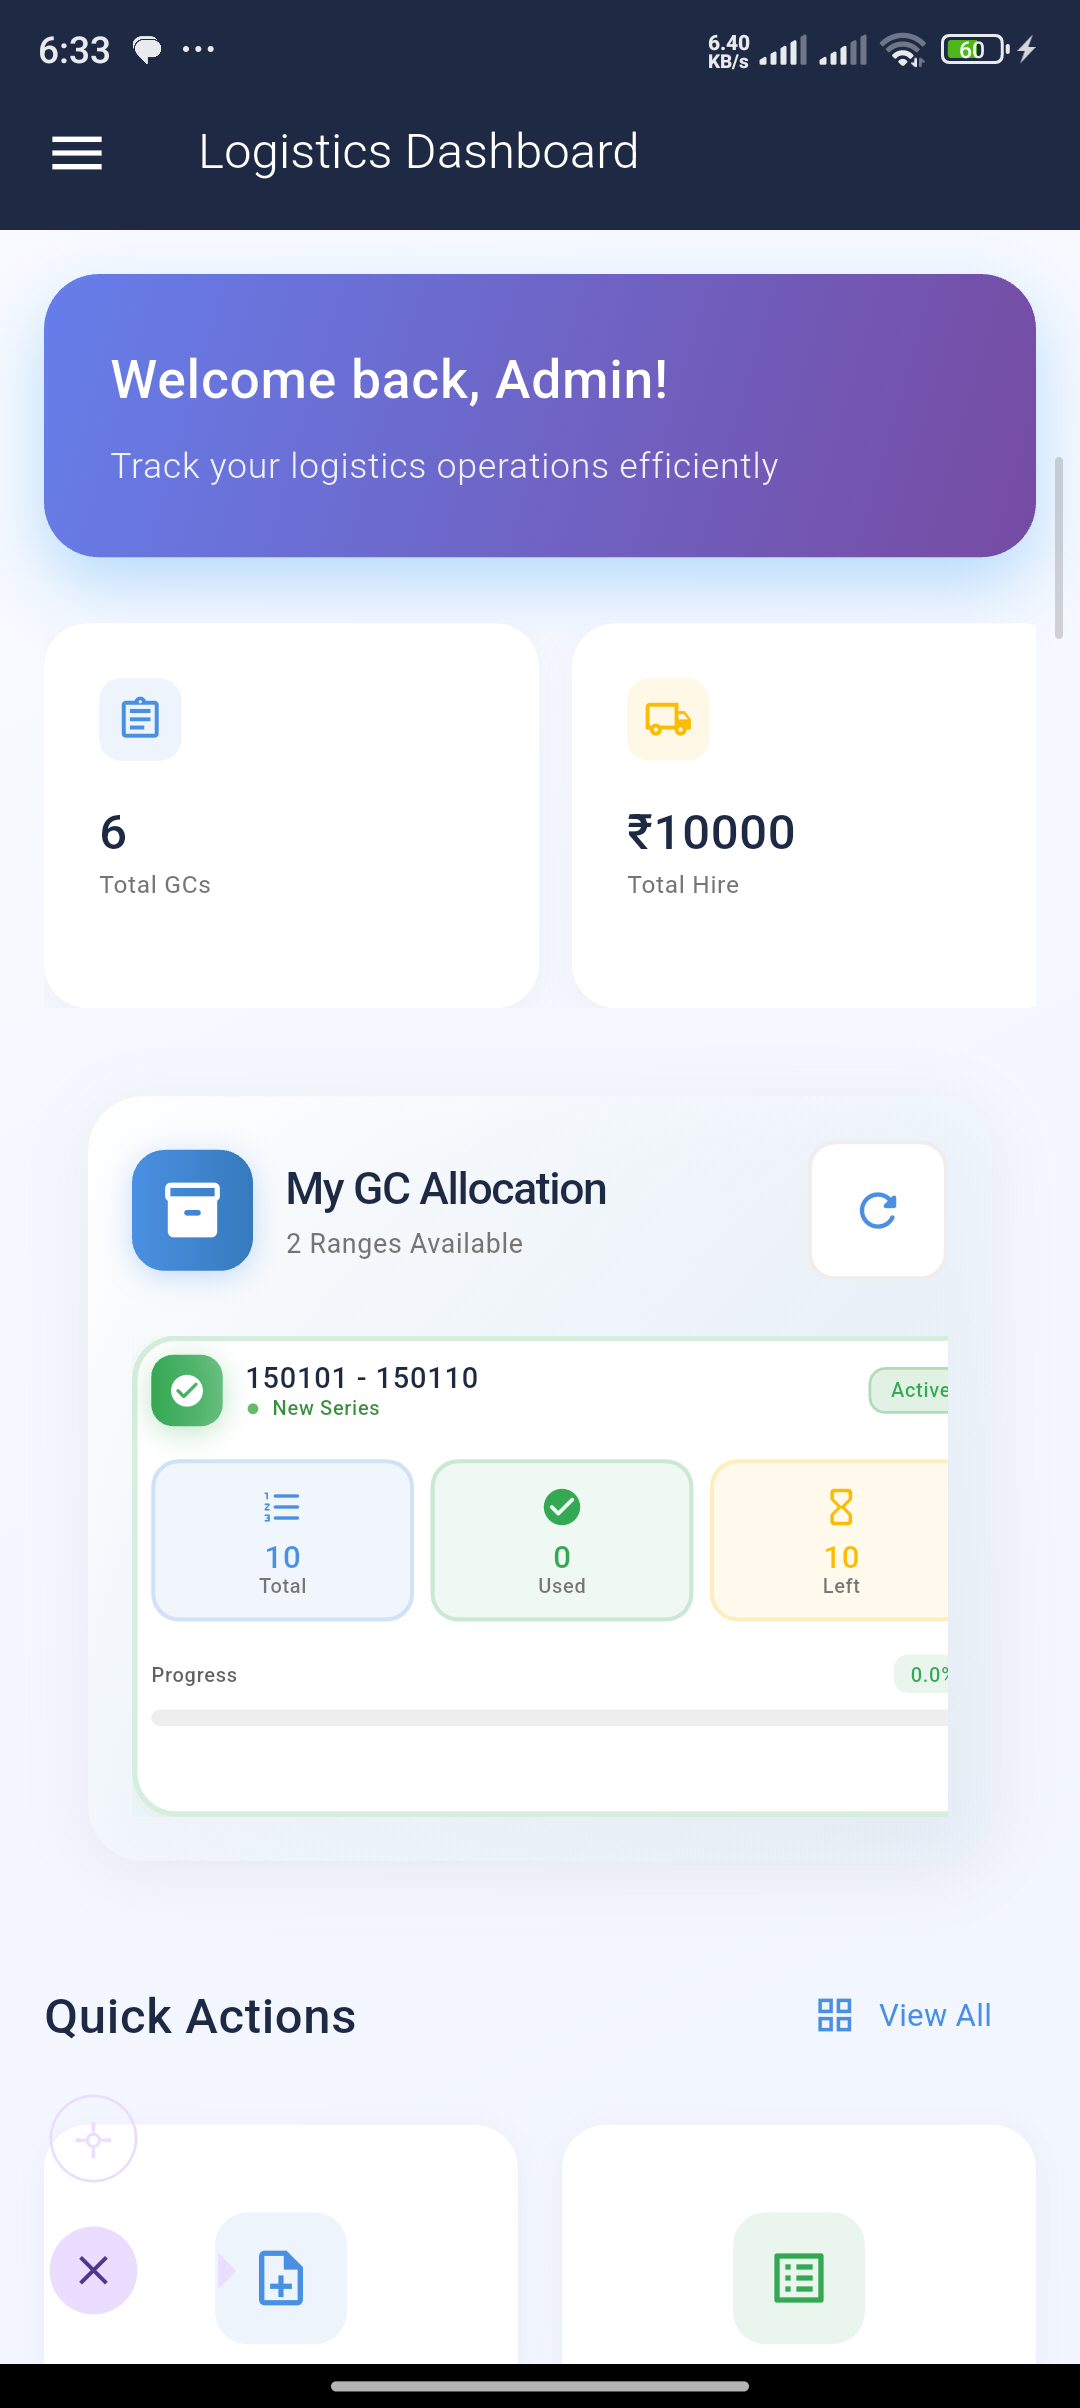 6:33
6.40
KB/s
60
Logistics Dashboard
Welcome back, Admin!
Track your logistics operations efficiently
6
Total GCs
₹10000
Total Hire
My GC Allocation
2 Ranges Available
150101 - 150110
New Series
Active
10
Total
0
Used
10
Left
Progress
0.0%
Quick Actions
View All